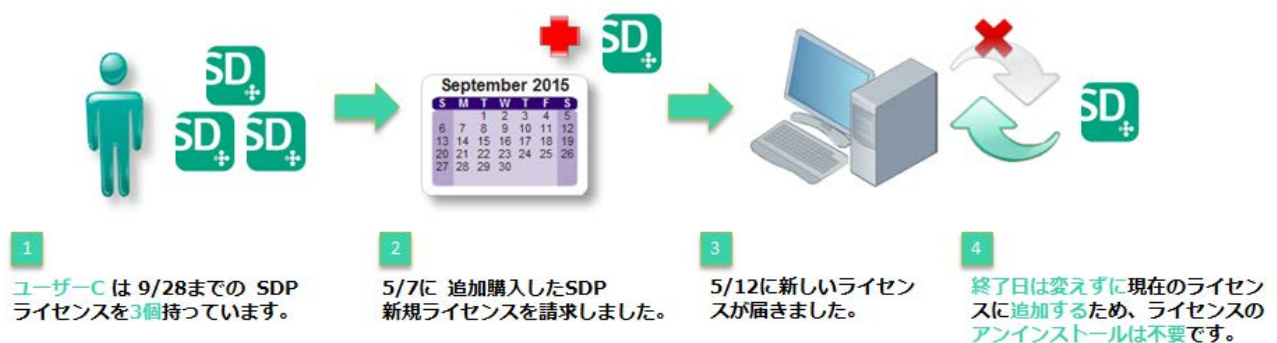 SD
SD SD
SD
September 2015
S M T W T F S
1 2 3 4 5
6 7 8 9 10 11 12
13 14 15 16 17 18 19
20 21 22 23 24 25 26
27 28 29 30
SD
1
ユーザーC は 9/28までの SDP
ライセンスを3個持っています。
2
5/7に 追加購入したSDP
新規ライセンスを請求しました。
3
5/12に新しいライセン
スが届きました。
4
終了日は変えずに現在のライセン
スに追加するため、ライセンスの
アンインストールは不要です。